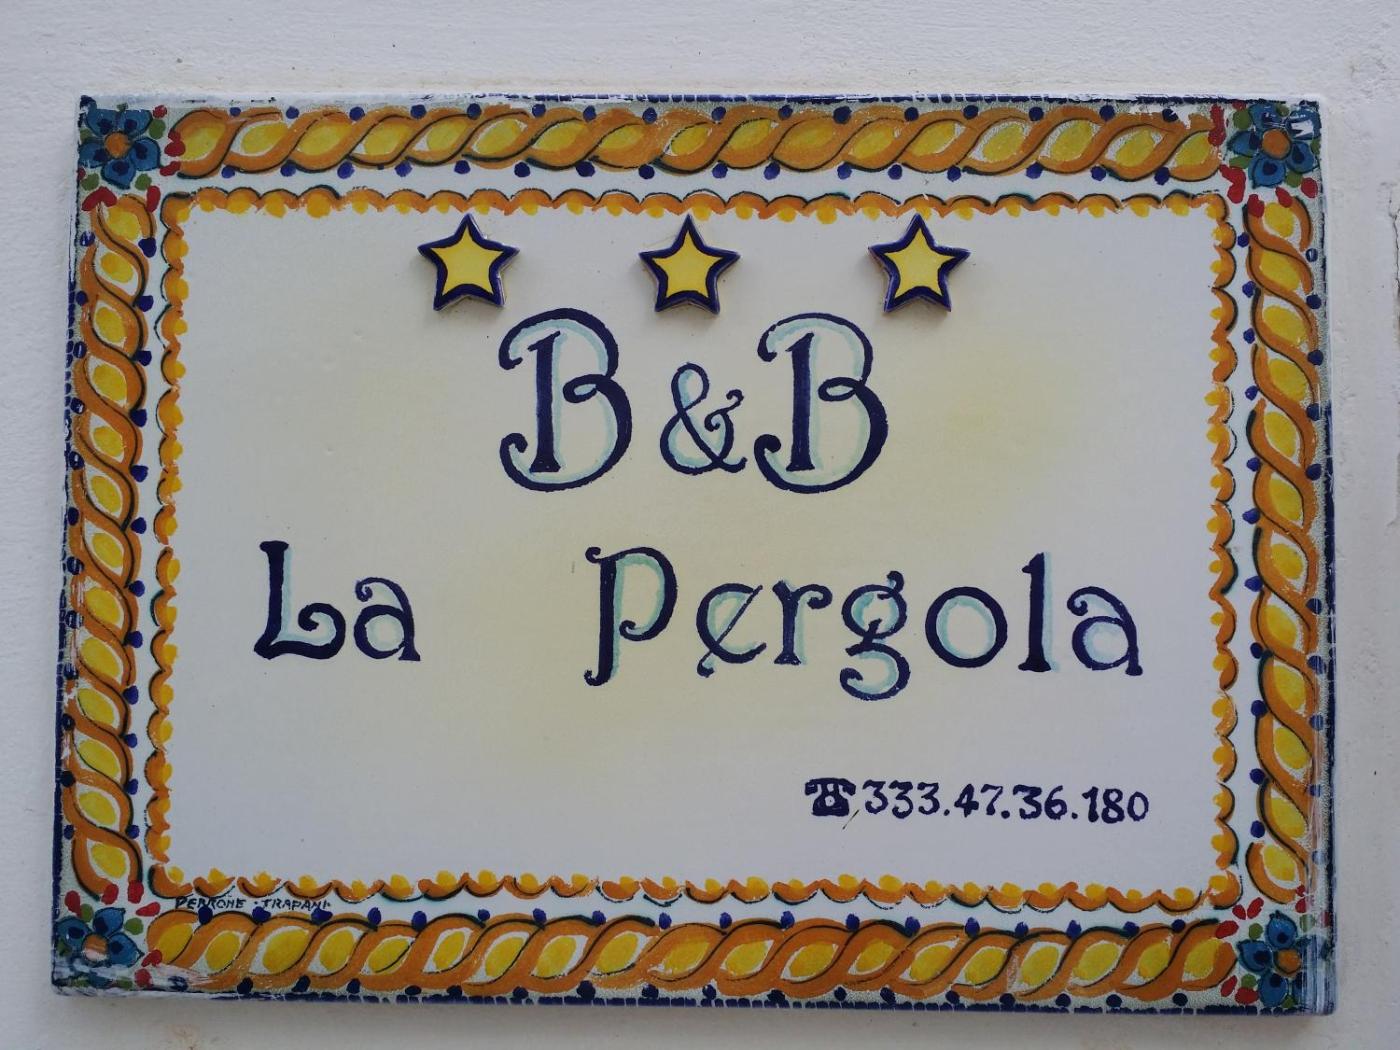 B & B
La Pergola
☎333.47.36.180
PERRONE · TRAPANI